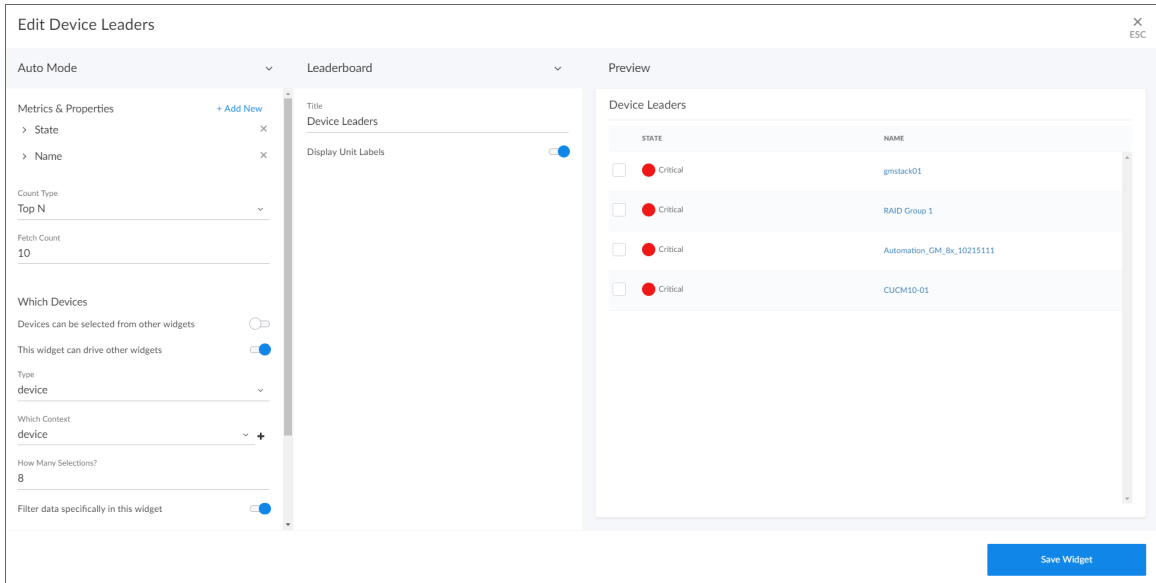 Edit Device Leaders
ESC
Auto Mode
Metrics & Properties
+ Add New
State
Name
Count Type
Top N
Fetch Count
10
Which Devices
Devices can be selected from other widgets
This widget can drive other widgets
Type
device
Which Context
device
How Many Selections?
8
Filter data specifically in this widget
Leaderboard
Title
Device Leaders
Display Unit Labels
Preview
Device Leaders
STATE NAME
Critical gmstack01
Critical RAID Group 1
Critical Automation_GM_8x_10215111
Critical CUCM10-01
Save Widget